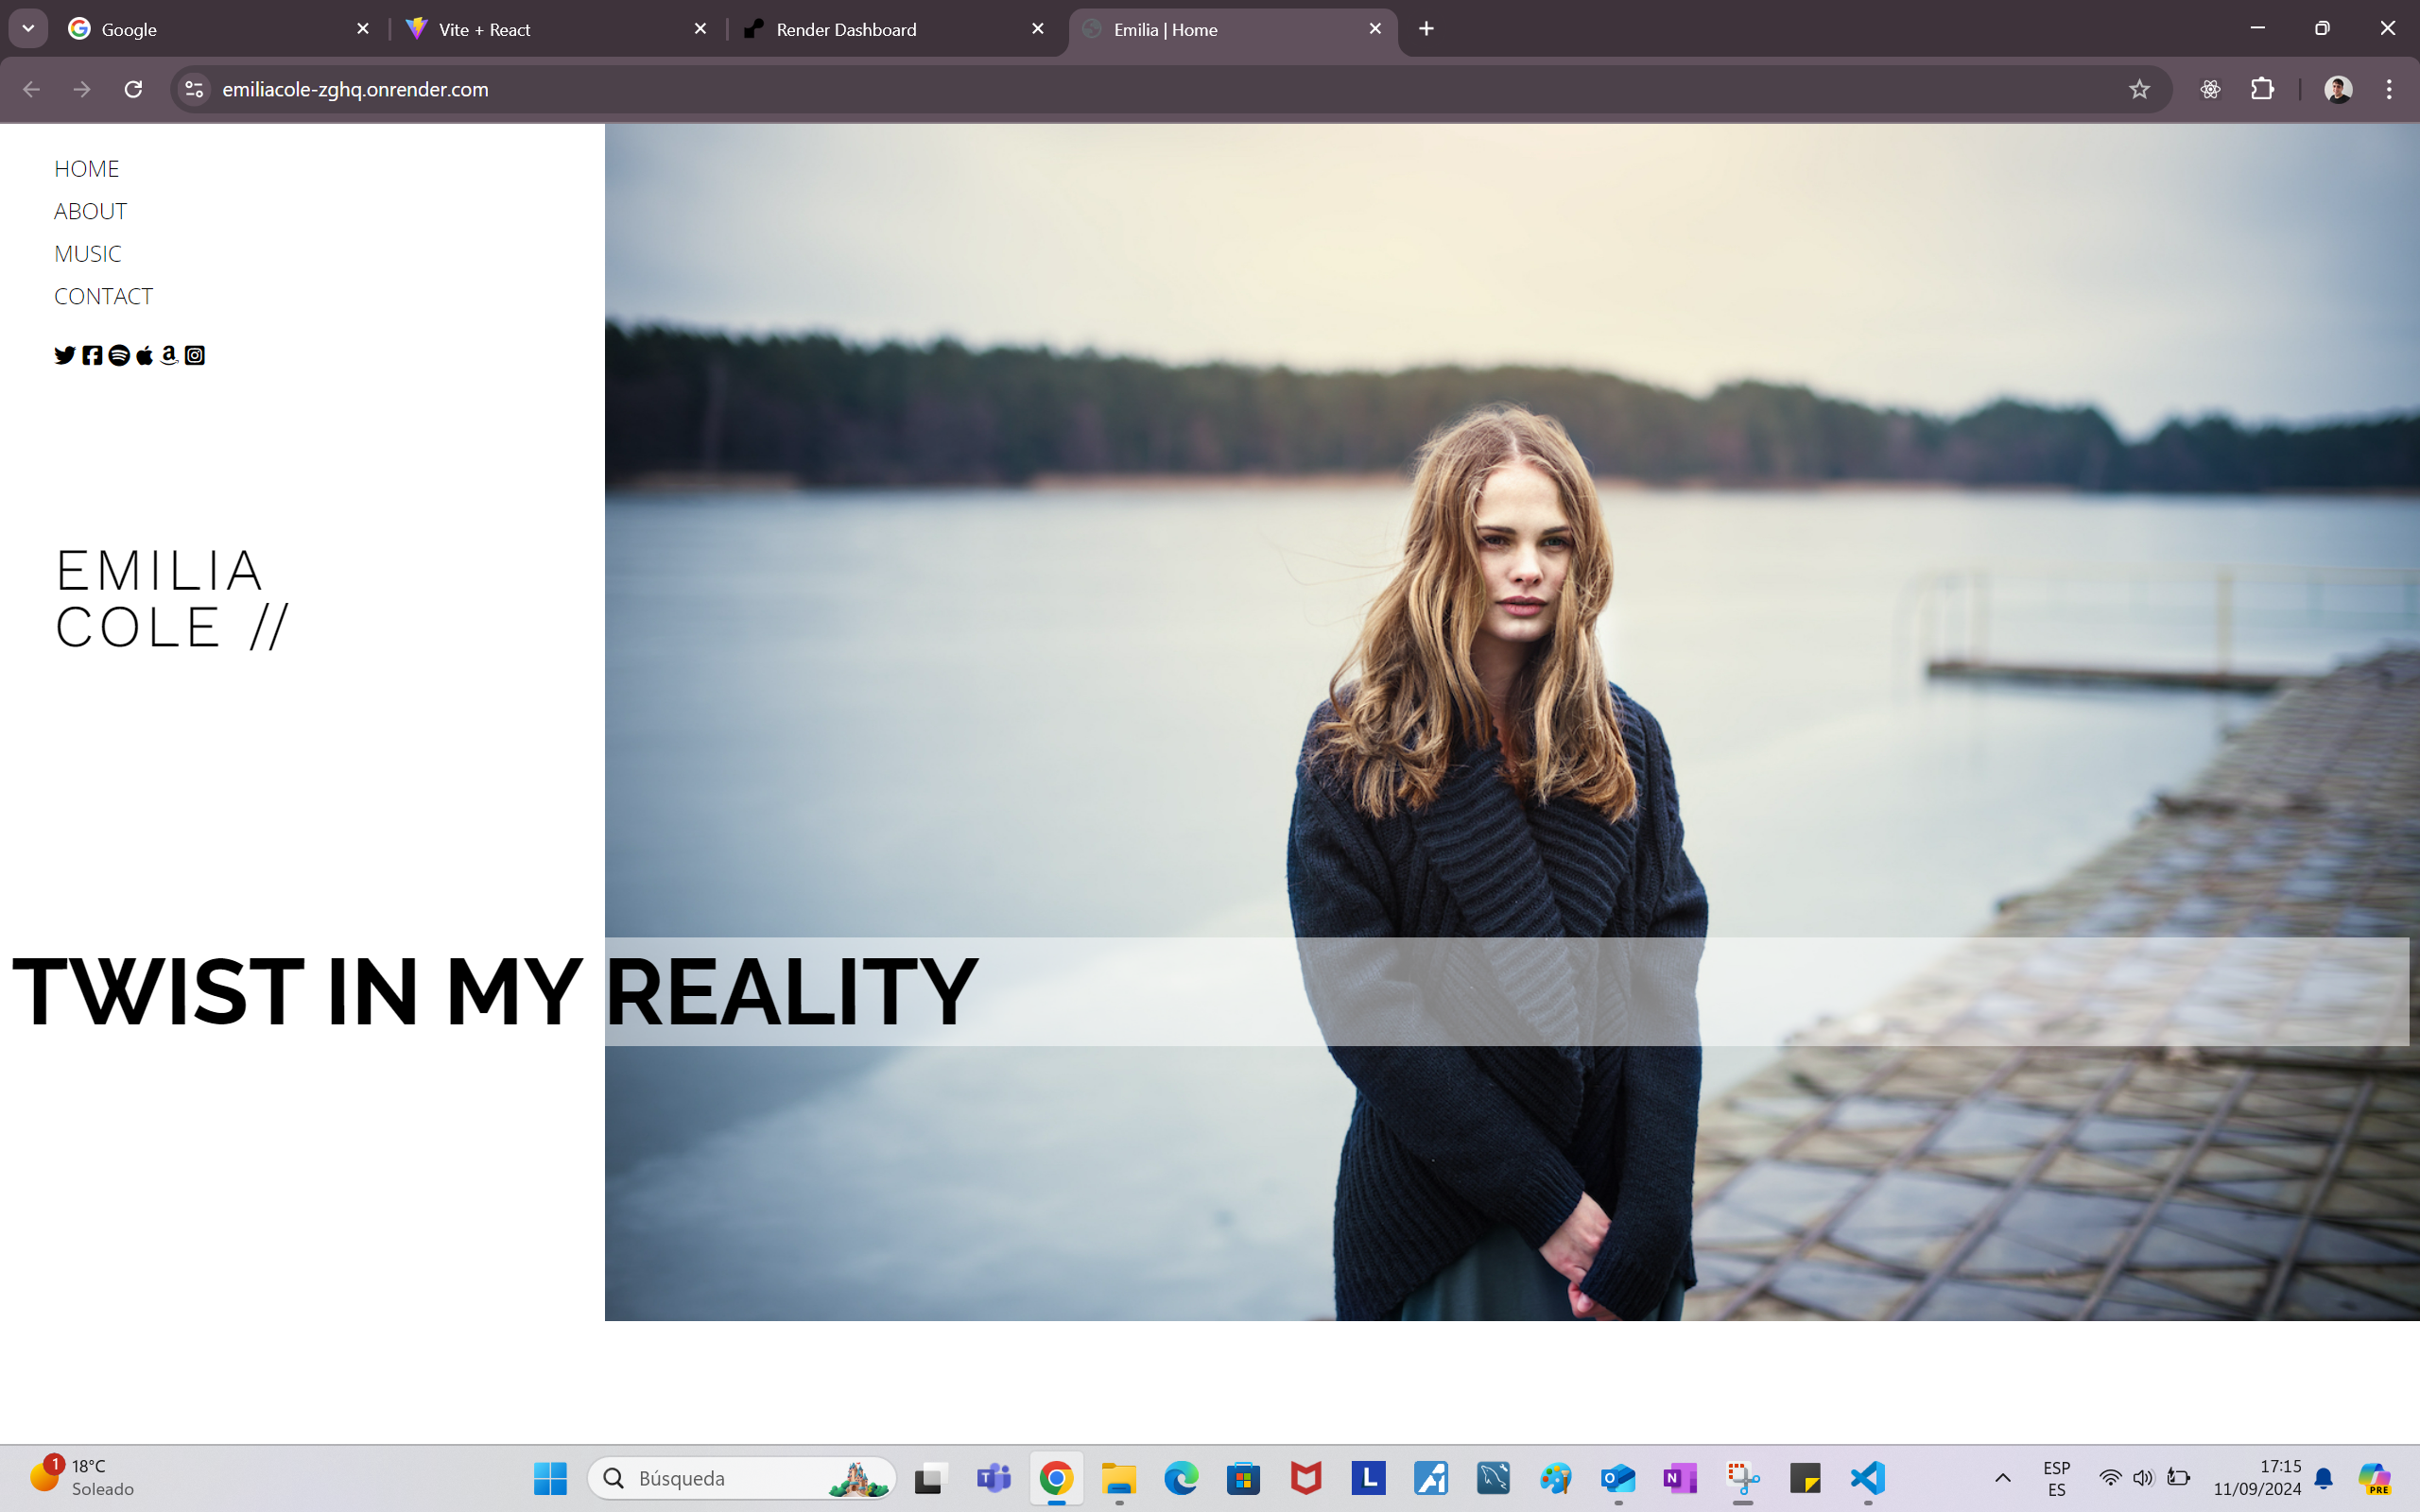 Google
Vite + React
Render Dashboard
Emilia | Home
emiliacole-zghq.onrender.com
HOME
ABOUT
MUSIC
CONTACT
EMILIA
COLE //
TWIST IN MY REALITY
1
18°C
Soleado
Búsqueda
ESP
ES
17:15
11/09/2024
PRE